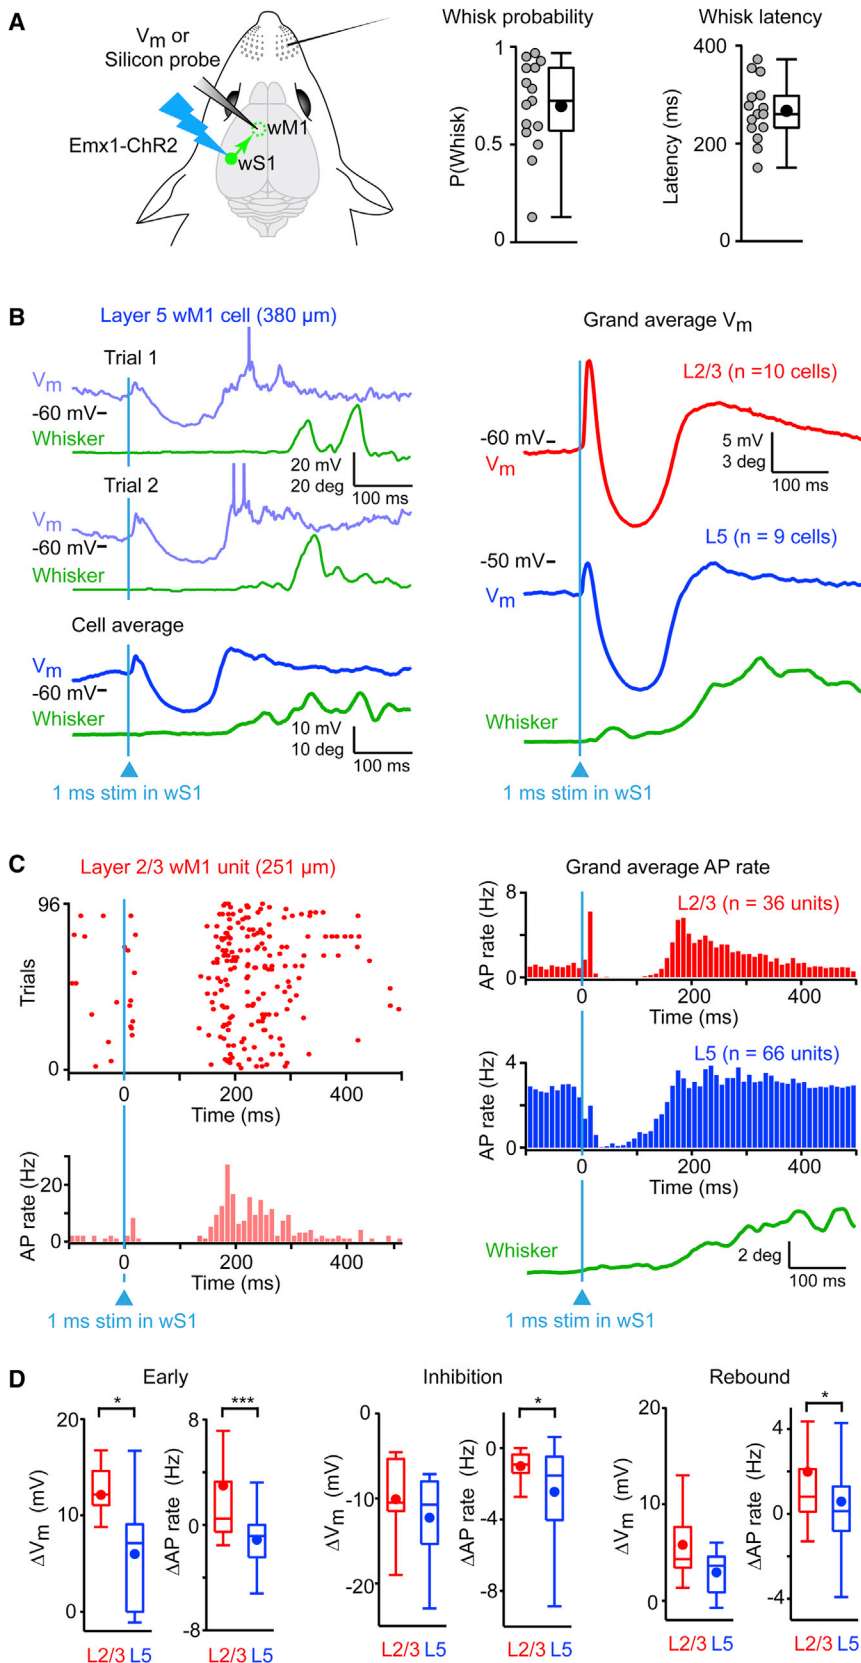 A
Vm or
Silicon probe
Emx1-ChR2
wM1
wS1
Whisk probability
P(Whisk)
1
0.5
0
Whisk latency
Latency (ms)
400
200
0
B
Layer 5 wM1 cell (380 µm)
Trial 1
Vm
-60 mV
Whisker
20 mV
20 deg
100 ms
Trial 2
Vm
-60 mV
Whisker
Cell average
Vm
-60 mV
Whisker
10 mV
10 deg
100 ms
1 ms stim in wS1
Grand average Vm
L2/3 (n =10 cells)
-60 mV
Vm
5 mV
3 deg
100 ms
L5 (n = 9 cells)
-50 mV
Vm
Whisker
1 ms stim in wS1
C
Layer 2/3 wM1 unit (251 µm)
96
Trials
0
0 200 400
Time (ms)
AP rate (Hz)
20
0
0 200 400
Time (ms)
1 ms stim in wS1
Grand average AP rate
L2/3 (n = 36 units)
AP rate (Hz)
8
0
0 200 400
Time (ms)
L5 (n = 66 units)
AP rate (Hz)
4
0
0 200 400
Time (ms)
Whisker
2 deg
100 ms
1 ms stim in wS1
D
Early
ΔVm (mV)
20
10
0
*
L2/3 L5
ΔAP rate (Hz)
8
0
-8
***
L2/3 L5
Inhibition
ΔVm (mV)
0
-10
-20
L2/3 L5
ΔAP rate (Hz)
0
-4
-8
*
L2/3 L5
Rebound
ΔVm (mV)
20
10
0
L2/3 L5
ΔAP rate (Hz)
4
0
-4
*
L2/3 L5